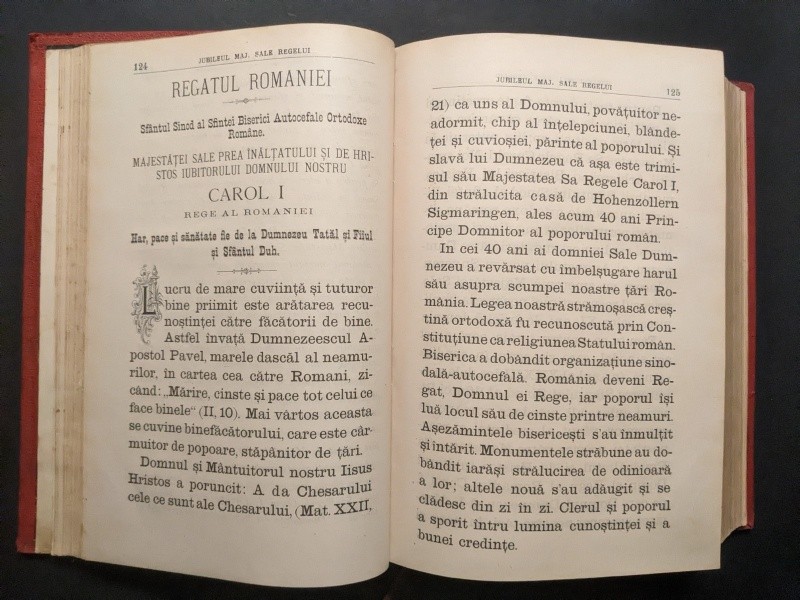 124
JUBILEUL MAJ. SALE REGELUI
REGATUL ROMANIEI
Sfântul Sinod al Sfintei Biserici Autocefale Ortodoxe
Române.
MAJESTĂȚEI SALE PREA ÎNĂLȚATULUI ȘI DE HRI-
STOS IUBITORULUI DOMNULUI NOSTRU
CAROL I
REGE AL ROMANIEI
Har, pace și sănătate fie de la Dumnezeu Tatăl și Fiiul
și Sfântul Duh.
Lucru de mare cuviință și tuturor
bine priimit este arătarea recu-
noștinței către făcătorii de bine.
Astfel învață Dumnezeescul A-
postol Pavel, marele dascăl al neamu-
rilor, în cartea cea către Romani, zi-
când: „Mărire, cinste și pace tot celui ce
face binele“ (II, 10). Mai vârtos aceasta
se cuvine binefăcătorului, care este câr-
muitor de popoare, stăpânitor de țări.
Domnul și Mântuitorul nostru Iisus
Hristos a poruncit: A da Chesarului
cele ce sunt ale Chesarului, (Mat. XXII,
JUBILEUL MAJ. SALE REGELUI
125
21) ca uns al Domnului, povățuitor ne-
adormit, chip al înțelepciunei, blânde-
ței și cuvioșiei, părinte al poporului. Și
slavă lui Dumnezeu că așa este trimi-
sul său Majestatea Sa Regele Carol I,
din strălucita casă de Hohenzollern
Sigmaringen, ales acum 40 ani Prin-
cipe Domnitor al poporului român.
In cei 40 ani ai domniei Sale Dum-
nezeu a revărsat cu îmbelșugare harul
său asupra scumpei noastre țări Ro-
mânia. Legea noastră strămoșască creș-
tină ortodoxă fu recunoscută prin Con-
stituțiune ca religiunea Statului român.
Biserica a dobândit organizațiune sino-
dală-autocefală. România deveni Re-
gat, Domnul ei Rege, iar poporul își
luă locul său de cinste printre neamuri.
Așezămintele bisericești s'au înmulțit
și întărit. Monumentele străbune au do-
bândit iarăși strălucirea de odinioară
a lor; altele nouă s'au adăugit și se
clădesc din zi în zi. Clerul și poporul
a sporit întru lumina cunoștinței și a
bunei credințe.